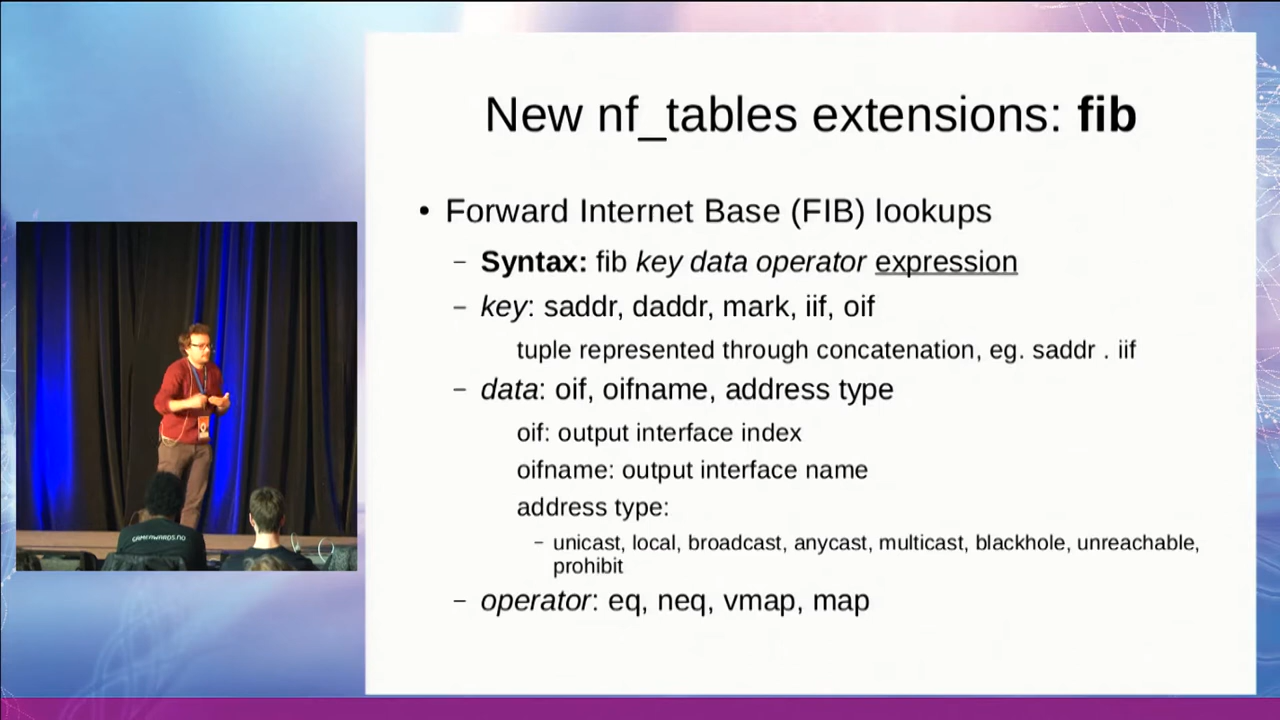 New nf_tables extensions: fib
• Forward Internet Base (FIB) lookups
– Syntax: fib key data operator expression
– key: saddr, daddr, mark, iif, oif
tuple represented through concatenation, eg. saddr . iif
– data: oif, oifname, address type
oif: output interface index
oifname: output interface name
address type:
– unicast, local, broadcast, anycast, multicast, blackhole, unreachable,
prohibit
– operator: eq, neq, vmap, map